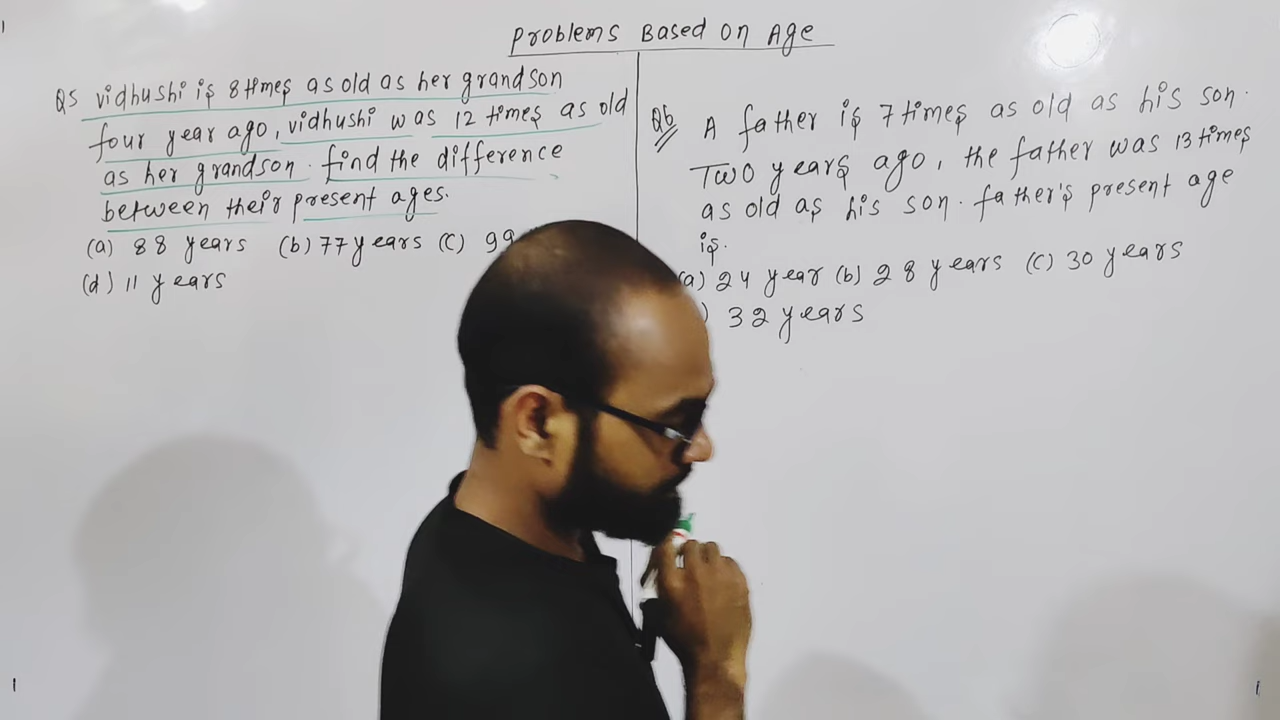 Problems Based on Age
Q5 vidhushi is 8 times as old as her grandson
four year ago, vidhushi was 12 times as old
as her grandson. find the difference
between their present ages.
(a) 88 years (b) 77 years (c) 99
(d) 11 years
Q6 A father is 7 times as old as his son.
Two years ago, the father was 13 times
as old as his son. father's present age
is.
(a) 24 year (b) 28 years (c) 30 years
) 32 years